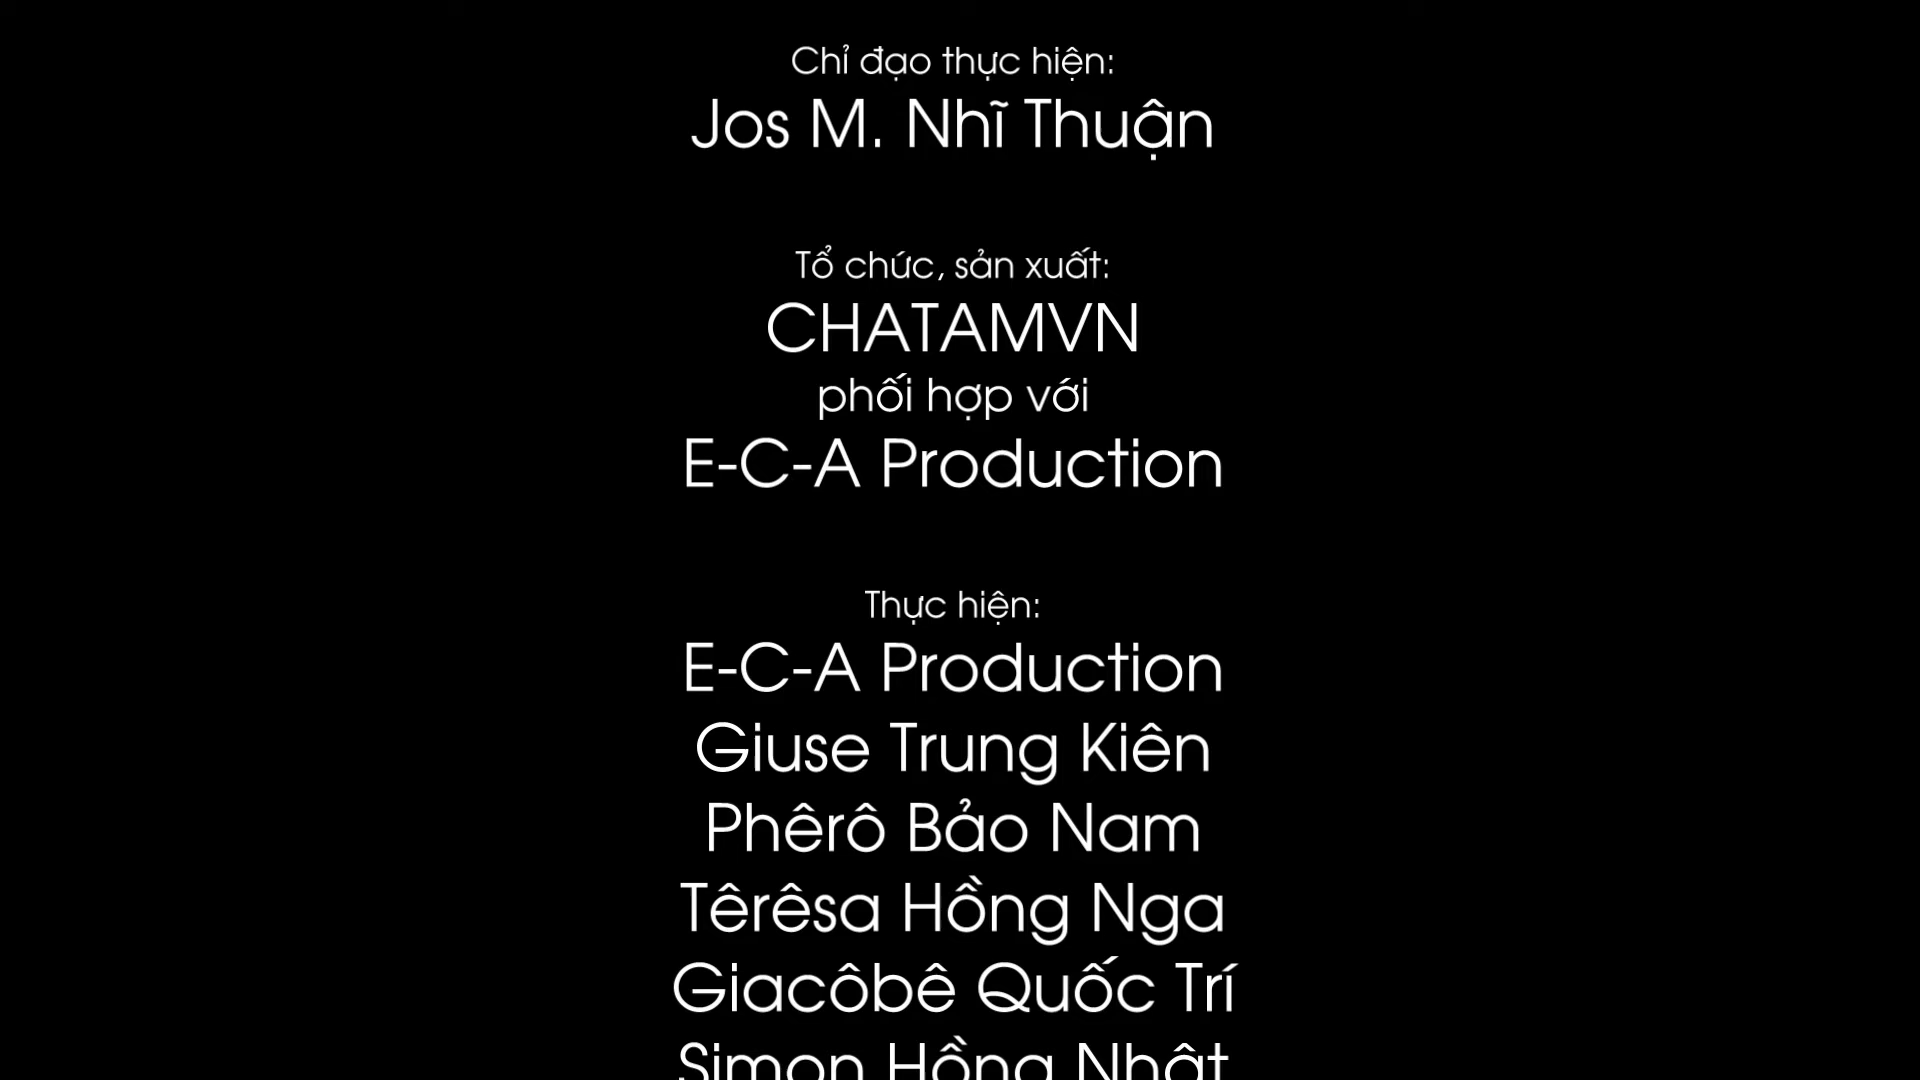 Chỉ đạo thực hiện:
Jos M. Nhĩ Thuận
Tổ chức, sản xuất:
CHATAMVN
phối hợp với
E-C-A Production
Thực hiện:
E-C-A Production
Giuse Trung Kiên
Phêrô Bảo Nam
Têrêsa Hồng Nga
Giacôbê Quốc Trí
Simon Hồng Nhật